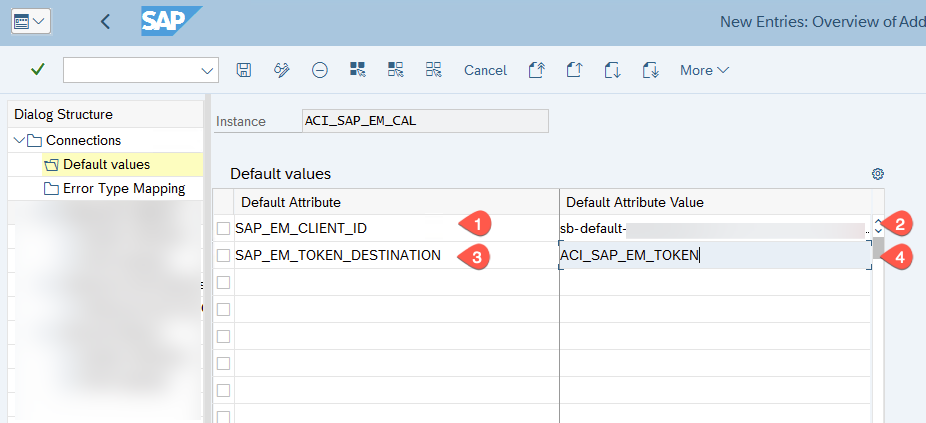 SAP
New Entries: Overview of Add
Cancel
More
Dialog Structure
Connections
Default values
Error Type Mapping
Instance
ACI_SAP_EM_CAL
Default values
Default Attribute
Default Attribute Value
SAP_EM_CLIENT_ID
1
sb-default-
2
SAP_EM_TOKEN_DESTINATION
3
ACI_SAP_EM_TOKEN
4